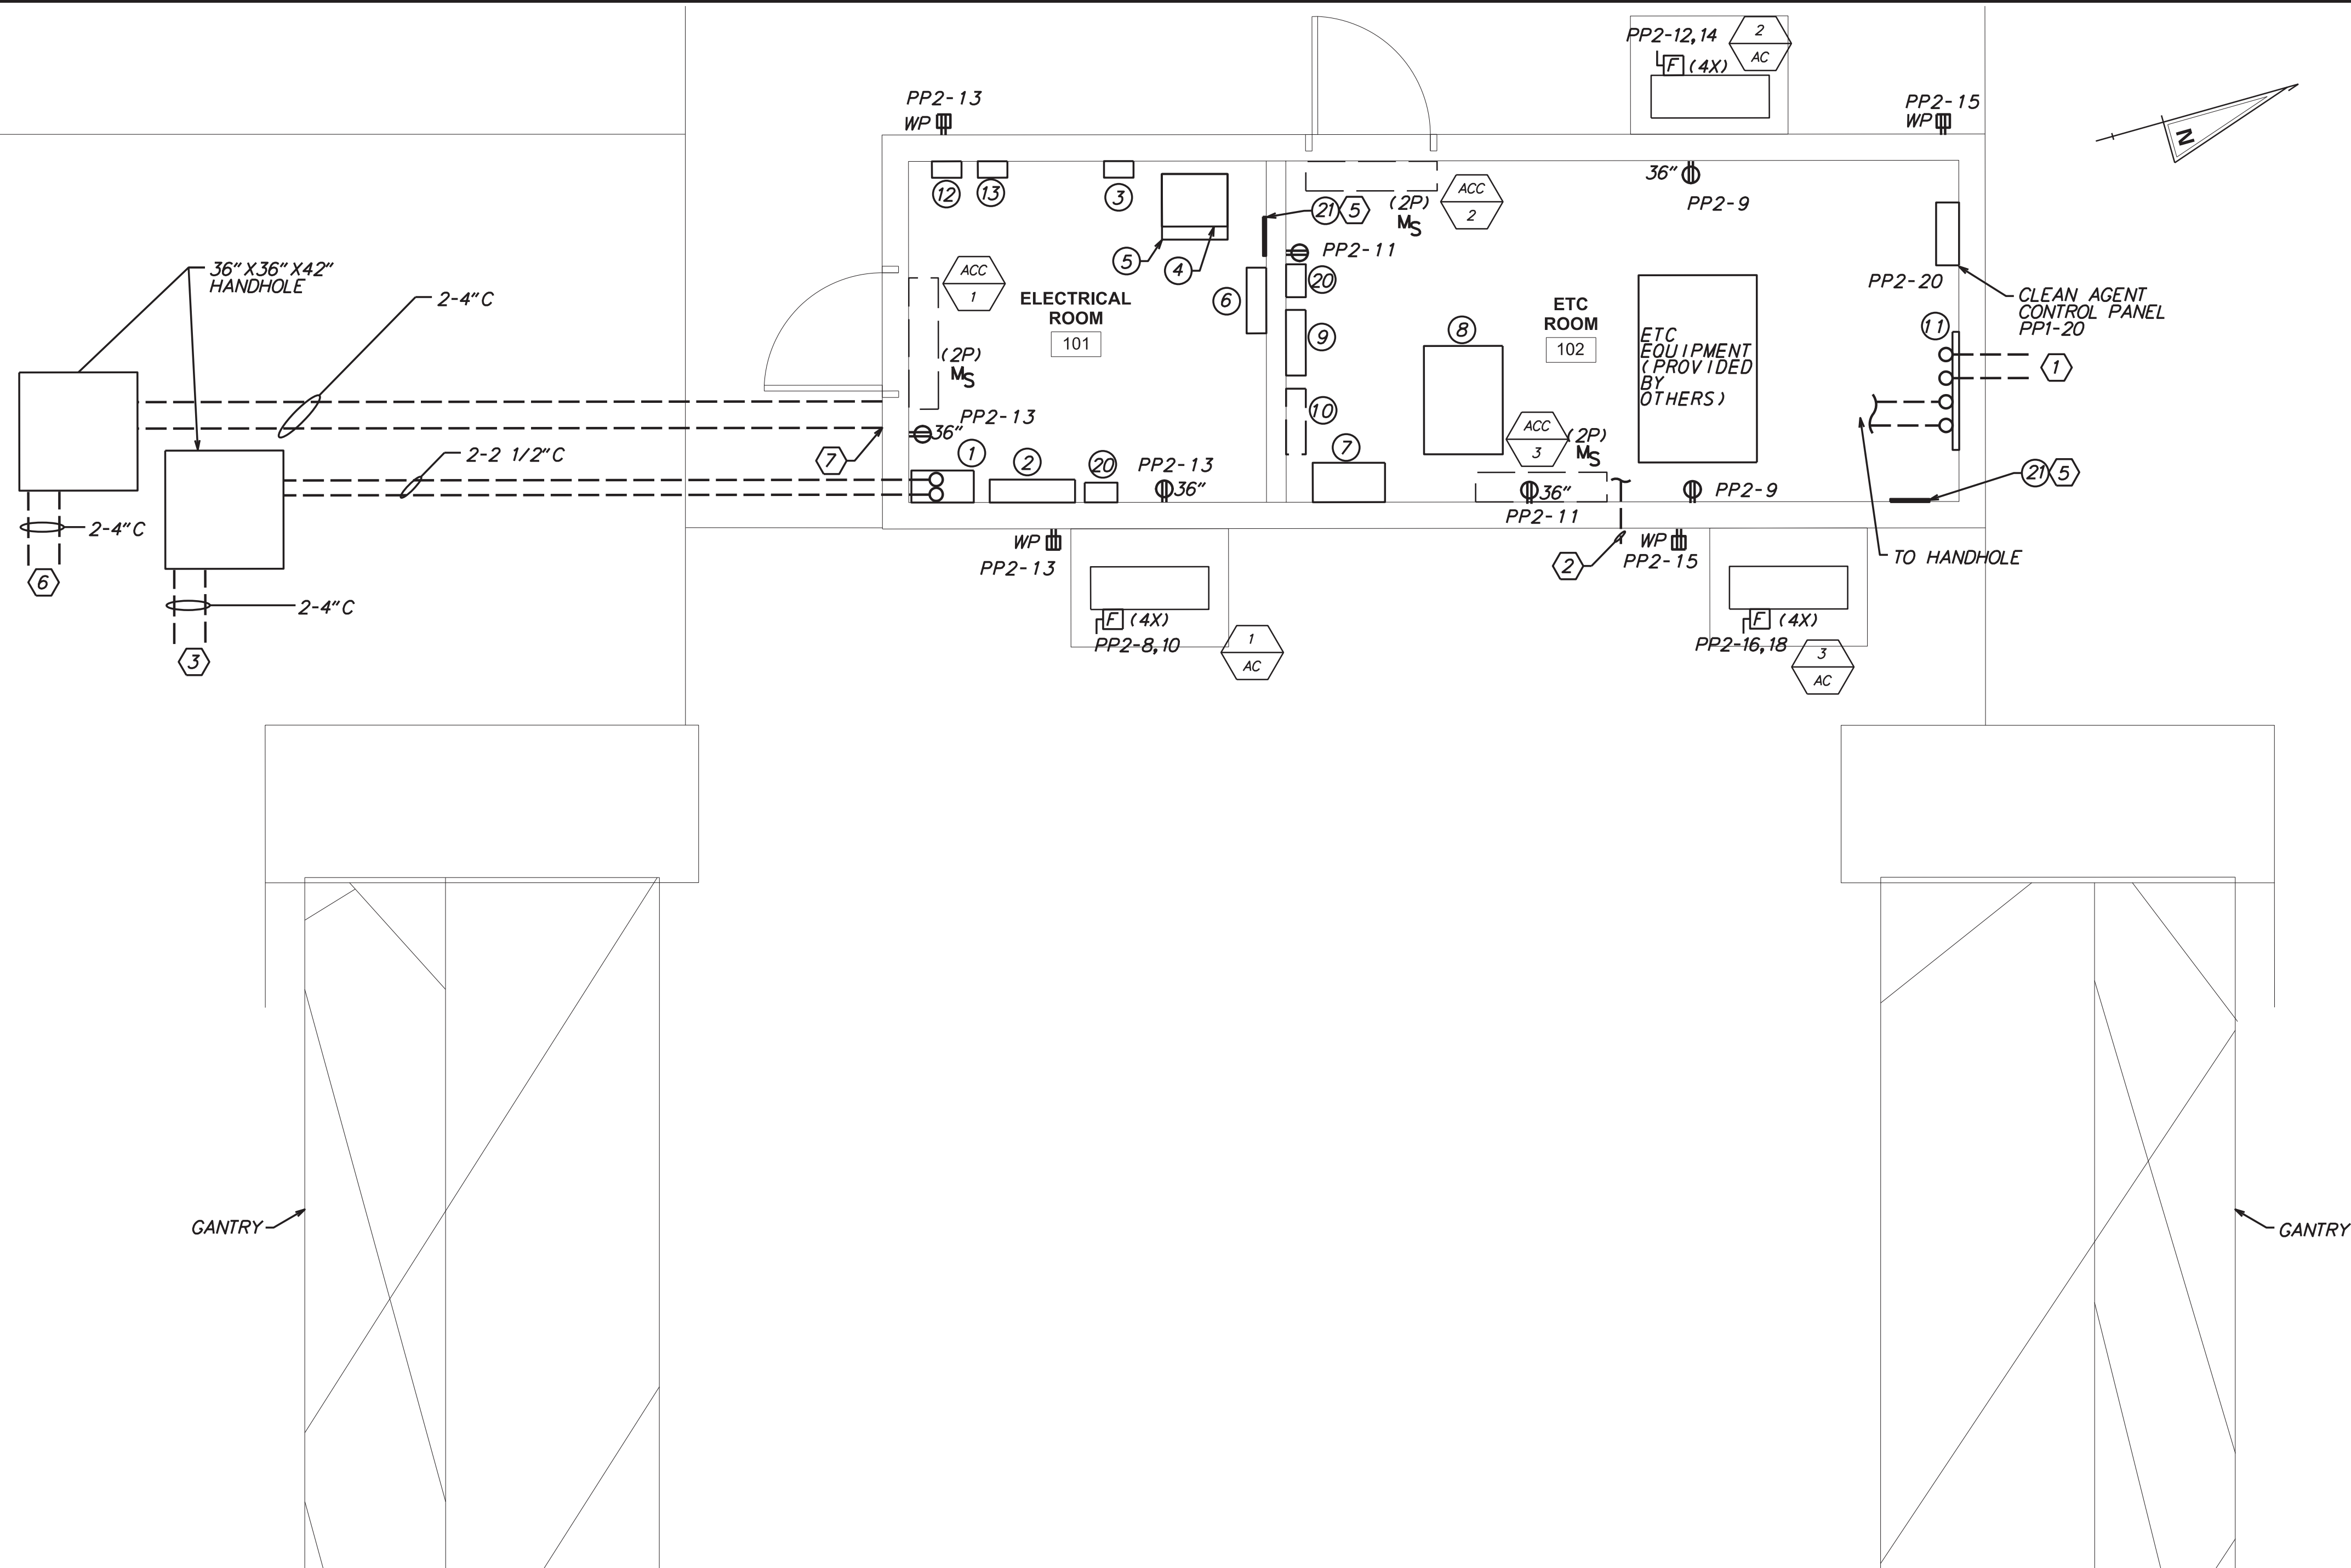 PP2-12,14
2
AC
F (4X)
PP2-13
WP
PP2-15
WP
N
12
13
3
36"
PP2-9
ACC
2
(2P)
MS
21
5
PP2-11
5
4
20
6
ACC
1
ELECTRICAL
ROOM
101
ETC
ROOM
102
9
8
ETC
EQUIPMENT
(PROVIDED
BY
OTHERS)
PP2-20
CLEAN AGENT
CONTROL PANEL
PP1-20
11
1
36"X36"X42"
HANDHOLE
2-4"C
(2P)
MS
PP2-13
36"
10
ACC
3
(2P)
MS
7
2-2 1/2"C
7
1
2
20
PP2-13
36"
36"
PP2-11
PP2-9
21
5
2-4"C
6
2-4"C
3
WP
PP2-13
2
WP
PP2-15
TO HANDHOLE
F (4X)
PP2-8,10
1
AC
F (4X)
PP2-16,18
3
AC
GANTRY
GANTRY